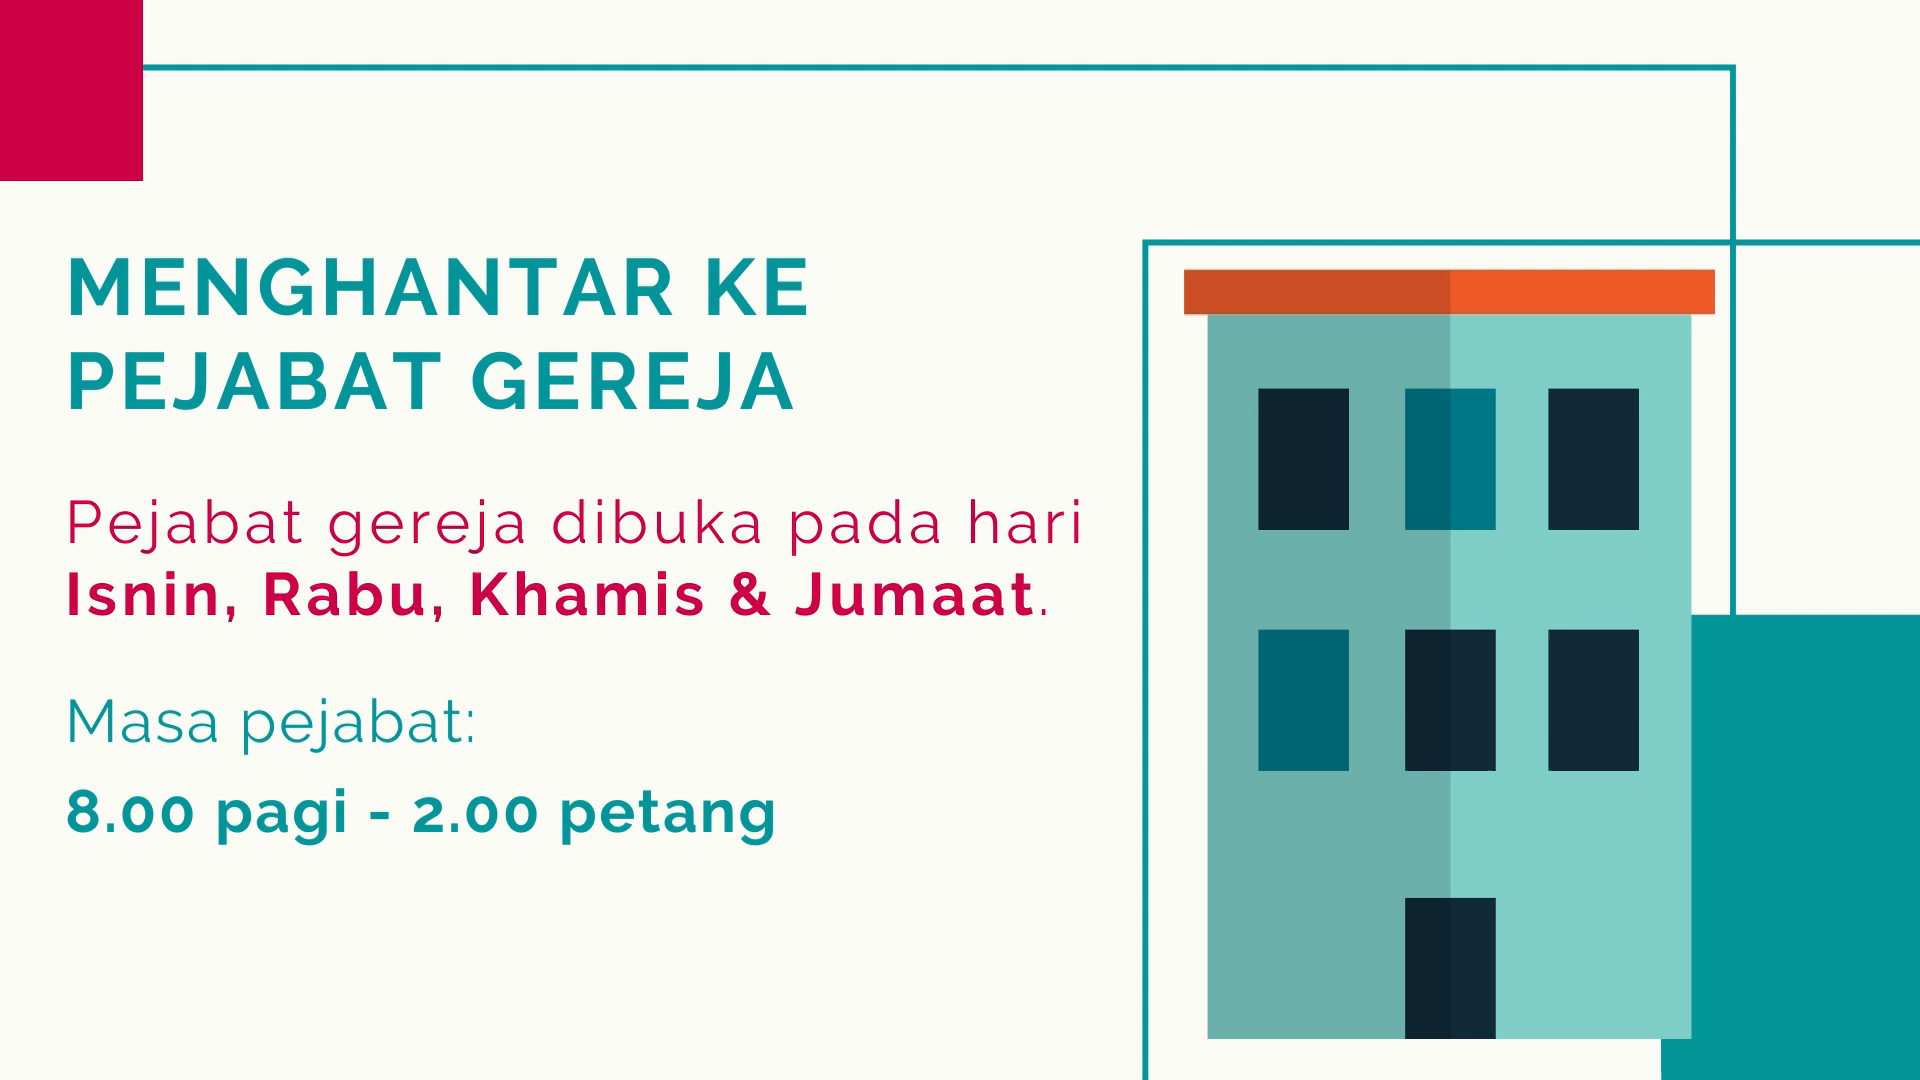 MENGHANTAR KE
PEJABAT GEREJA
Pejabat gereja dibuka pada hari
Isnin, Rabu, Khamis & Jumaat.
Masa pejabat:
8.00 pagi - 2.00 petang